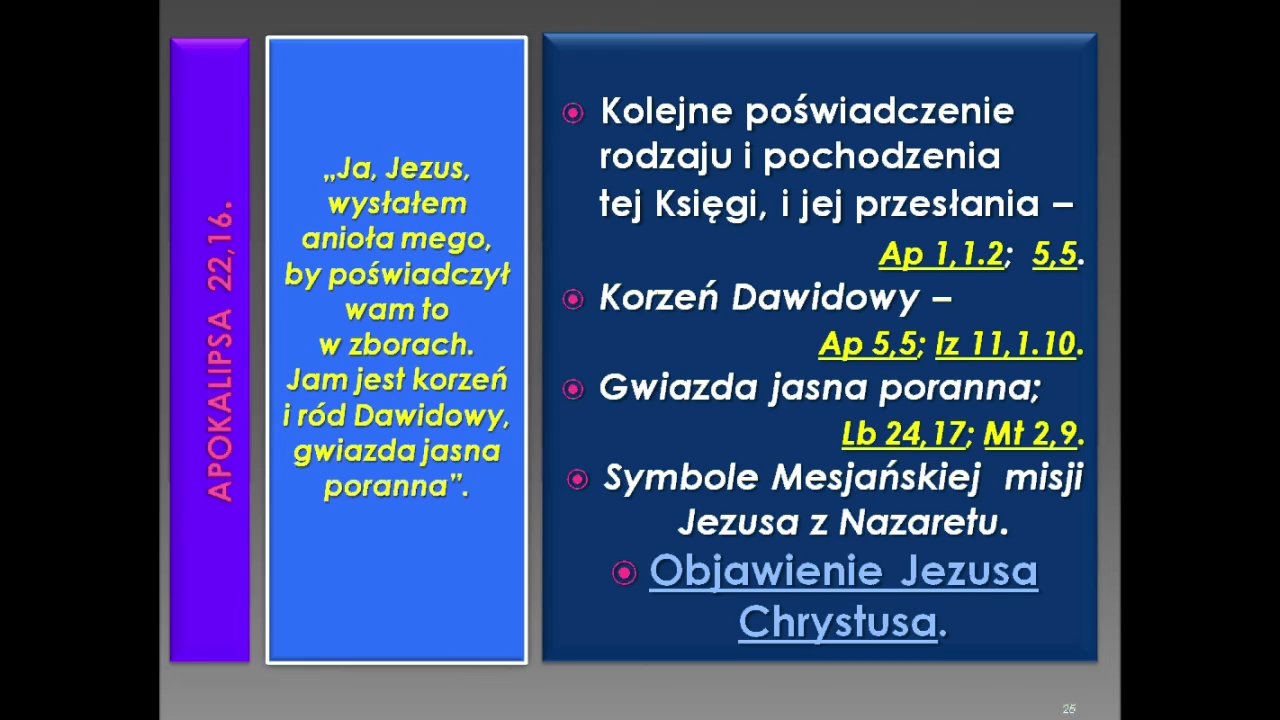 APOKALIPSA 22,16.
„Ja, Jezus,
wysłałem
anioła mego,
by poświadczył
wam to
w zborach.
Jam jest korzeń
i ród Dawidowy,
gwiazda jasna
poranna”.
Kolejne poświadczenie
rodzaju i pochodzenia
tej Księgi, i jej przesłania –
Ap 1,1.2; 5,5.
Korzeń Dawidowy –
Ap 5,5; Iz 11,1.10.
Gwiazda jasna poranna;
Lb 24,17; Mt 2,9.
Symbole Mesjańskiej misji
Jezusa z Nazaretu.
Objawienie Jezusa
Chrystusa.
26